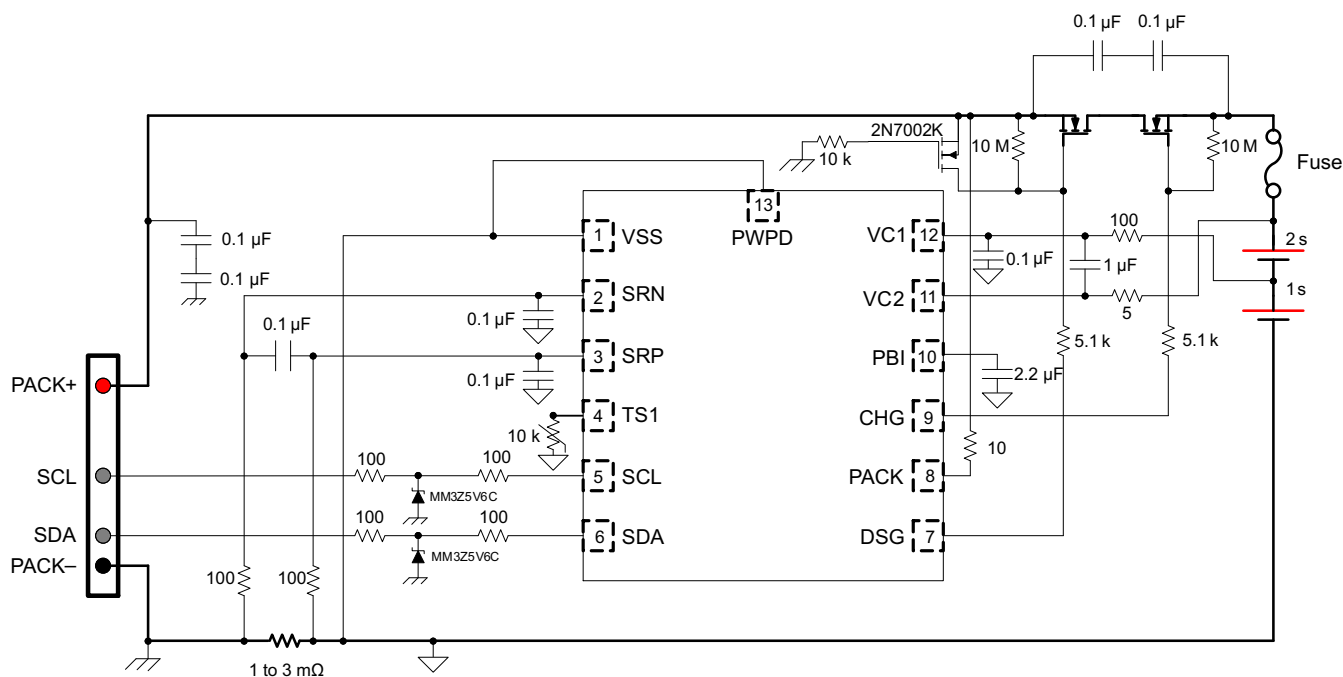 0.1 µF
0.1 µF
2N7002K
10 k
10 M
10 M
Fuse
13
PWPD
1
VSS
VC1
12
100
2 s
0.1 µF
0.1 µF
0.1 µF
1 µF
2
SRN
VC2
11
5
1 s
0.1 µF
0.1 µF
3
SRP
PBI
10
5.1 k
5.1 k
0.1 µF
2.2 µF
PACK+
4
TS1
CHG
9
10 k
10
SCL
100
100
5
SCL
PACK
8
MM3Z5V6C
SDA
100
100
6
SDA
DSG
7
MM3Z5V6C
PACK–
100
100
1 to 3 mΩ